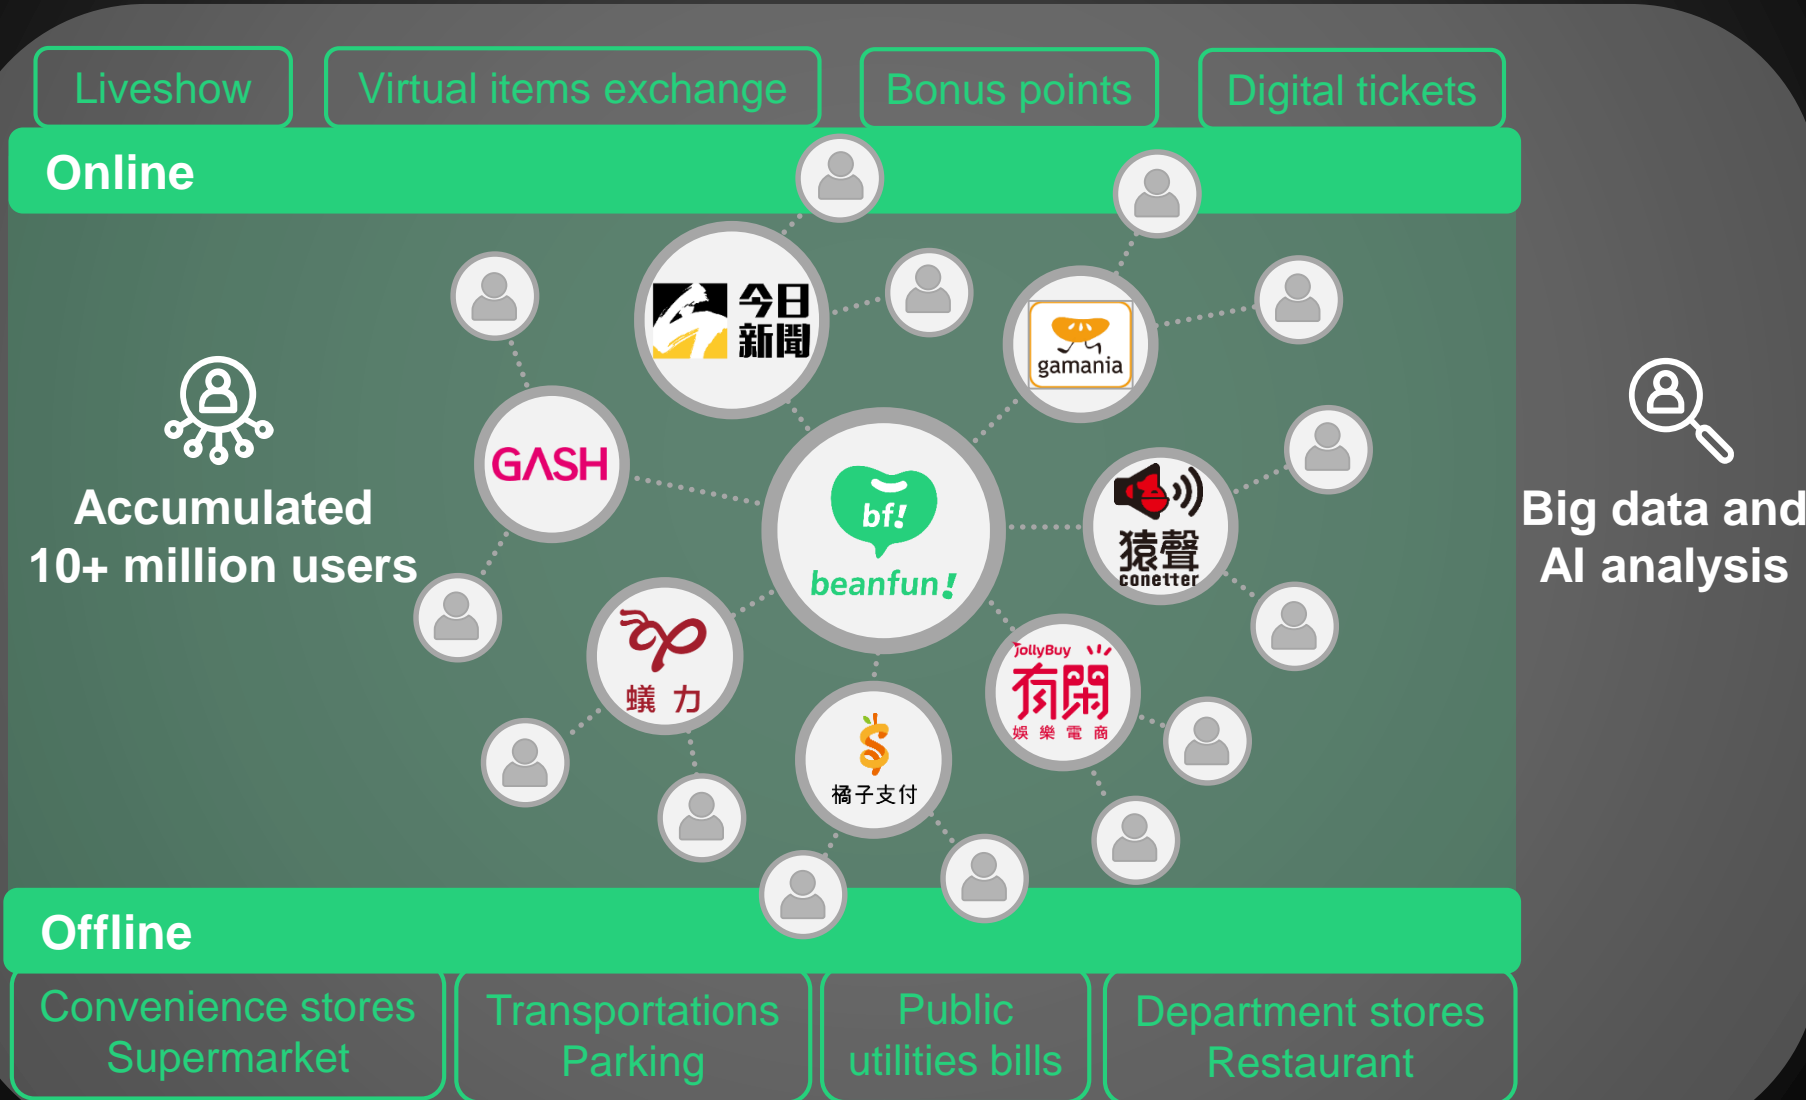 Liveshow
Virtual items exchange
Bonus points
Digital tickets
Online
今日
新聞
gamania
GASH
bf!
beanfun!
猿聲
conetter
Accumulated
10+ million users
Big data and
AI analysis
蟻力
JollyBuy
有閑
娛樂電商
橘子支付
Offline
Convenience stores
Supermarket
Transportations
Parking
Public
utilities bills
Department stores
Restaurant